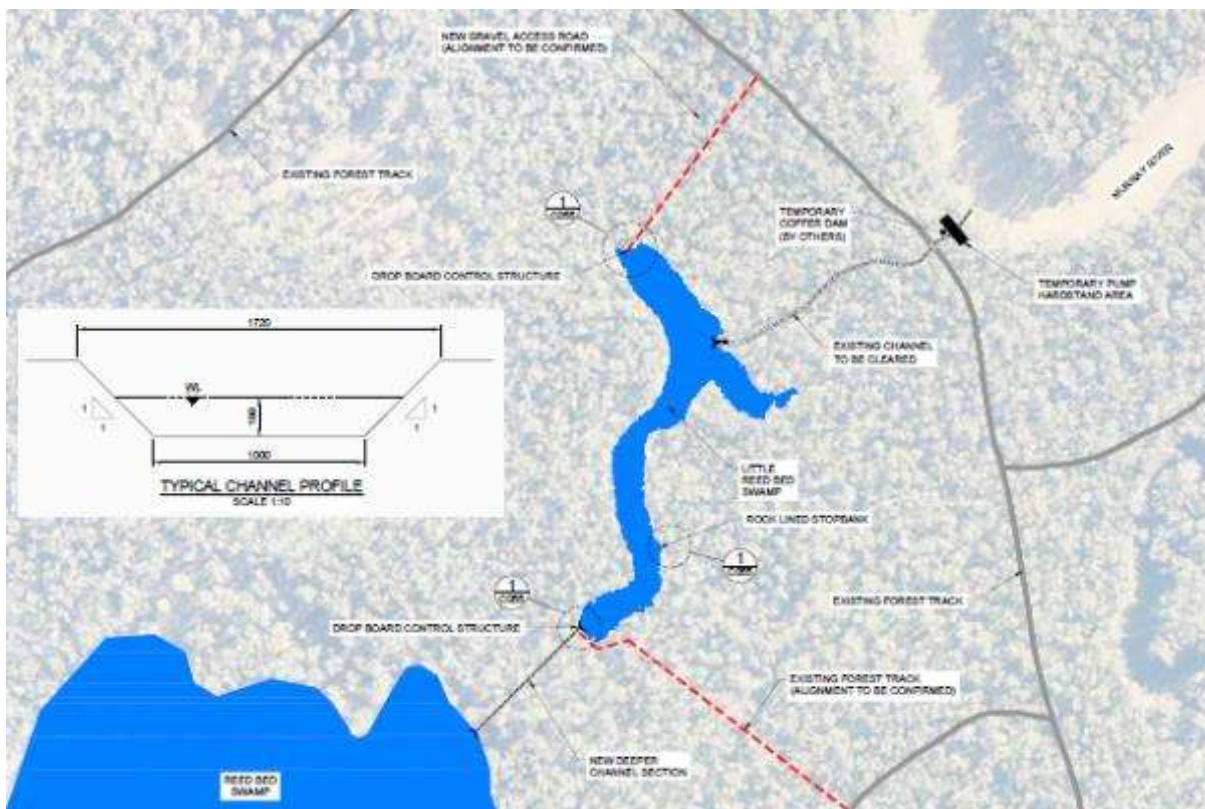 NEW GRAVEL ACCESS ROAD
(ALIGNMENT TO BE CONFIRMED)
EXISTING FOREST TRACK
1
TEMPORARY
COFFER DAM
(BY OTHERS)
RIVER
DROP BOARD CONTROL STRUCTURE
TEMPORARY PUMP
HARDSTAND AREA
1720
WL
1
1
1
1
1000
TYPICAL CHANNEL PROFILE
SCALE 1:10
EXISTING CHANNEL
TO BE CLEARED
LITTLE
REED BED
SWAMP
ROCK LINED STOPBANK
1
1
EXISTING FOREST TRACK
DROP BOARD CONTROL STRUCTURE
EXISTING FOREST TRACK
(ALIGNMENT TO BE CONFIRMED)
NEW DEEPER
CHANNEL SECTION
REED BED
SWAMP